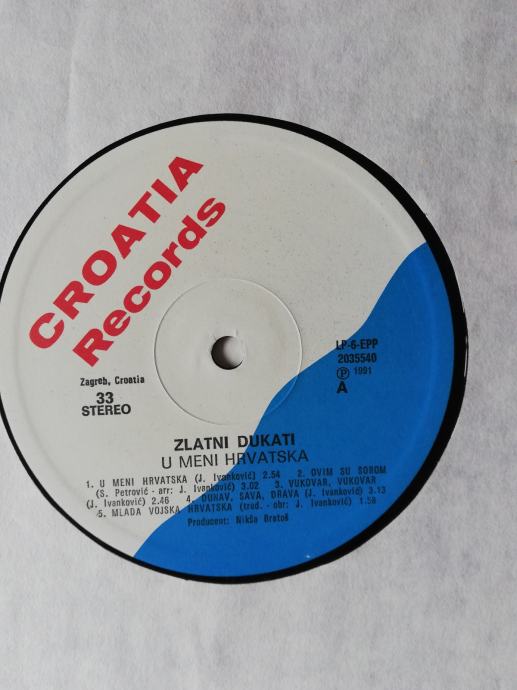 CROATIA
Records
LP-6-EPP
2035540
Ⓟ 1991
A
Zagreb, Croatia
33
STEREO
ZLATNI DUKATI
U MENI HRVATSKA
1. U MENI HRVATSKA (J. Ivanković) 2.54 2. OVIM ŠU ŠOROM
(S. Petrović - arr: J. Ivanković) 3.02 3. VUKOVAR, VUKOVAR
(J. Ivanković) 2.46 4. DUNAV, SAVA, DRAVA (J. Ivanković) 3.13
5. MLADA VOJSKA HRVATSKA (trad. - obr: J. Ivanković) 1.58
Producent: Nikša Bratoš